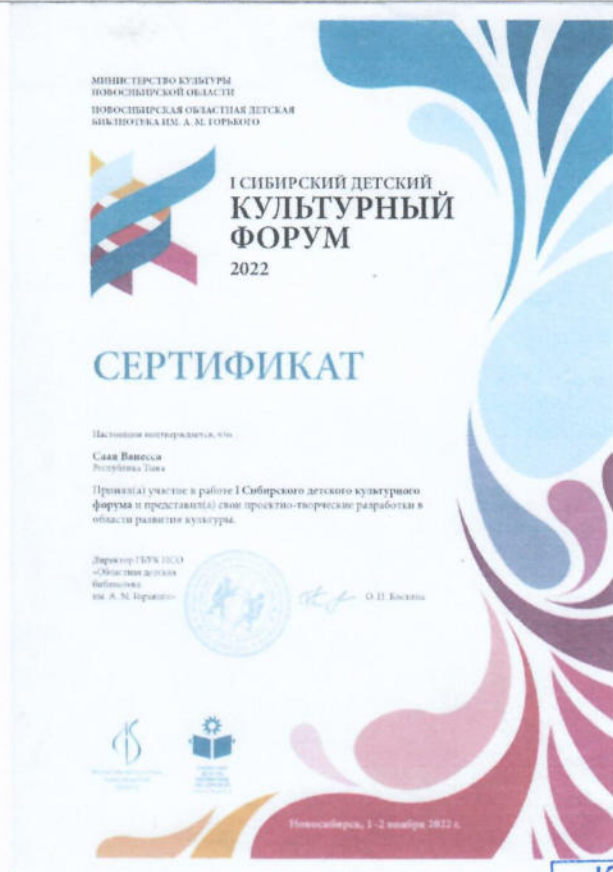 МИНИСТЕРСТВО КУЛЬТУРЫ
НОВОСИБИРСКОЙ ОБЛАСТИ
НОВОСИБИРСКАЯ ОБЛАСТНАЯ ДЕТСКАЯ
БИБЛИОТЕКА ИМ. А. М. ГОРЬКОГО
I СИБИРСКИЙ ДЕТСКИЙ
КУЛЬТУРНЫЙ
ФОРУМ
2022
СЕРТИФИКАТ
Настоящим подтверждается, что
Саая Ванесса
Республика Тыва
Принял(а) участие в работе I Сибирского детского культурного
форума и представил(а) свои проектно-творческие разработки в
области развития культуры.
Директор ГБУК НСО
«Областная детская
библиотека
им. А. М. Горького»
О. П.
Новосибирск, 1–2 ноября 2022 г.